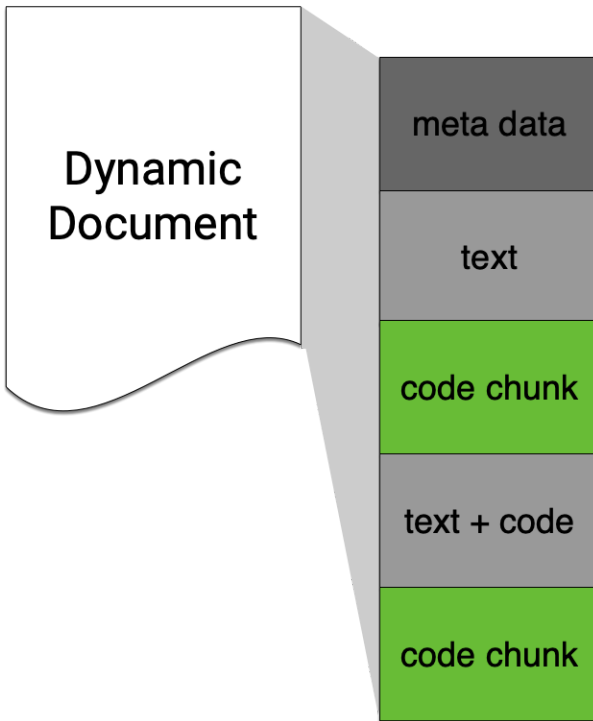 Dynamic
Document
meta data
text
code chunk
text + code
code chunk